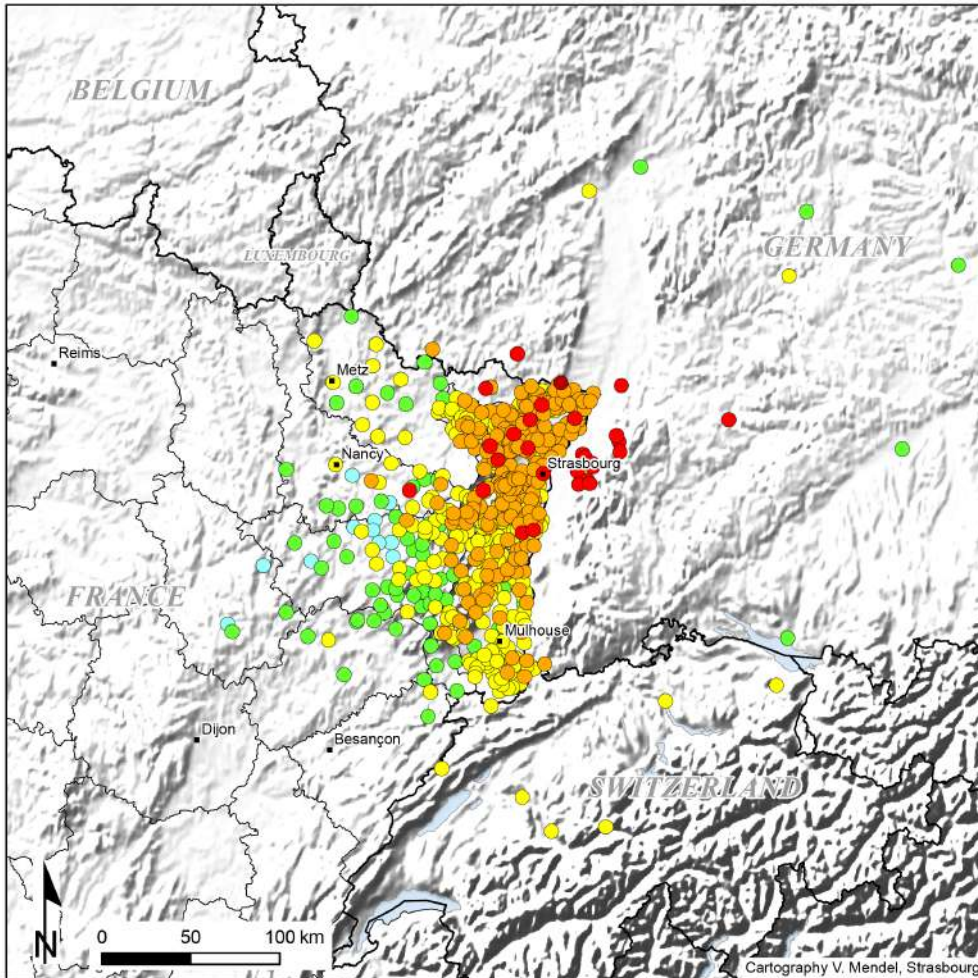 BELGIUM
LUXEMBOURG
GERMANY
Reims
Metz
Nancy
Strasbourg
FRANCE
Mulhouse
Dijon
Besançon
SWITZERLAND
N
0 50 100 km
Cartography V. Mendel, Strasbourg